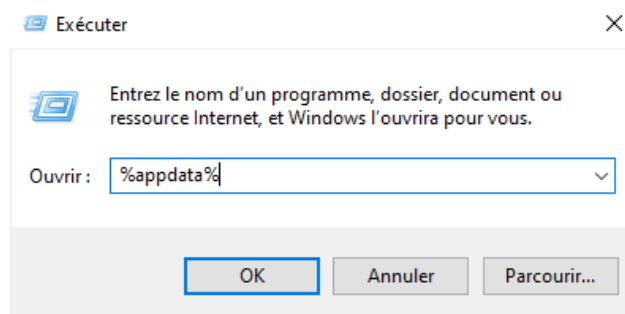 Exécuter
Entrez le nom d'un programme, dossier, document ou
ressource Internet, et Windows l'ouvrira pour vous.
Ouvrir : %appdata%
OK Annuler Parcourir...